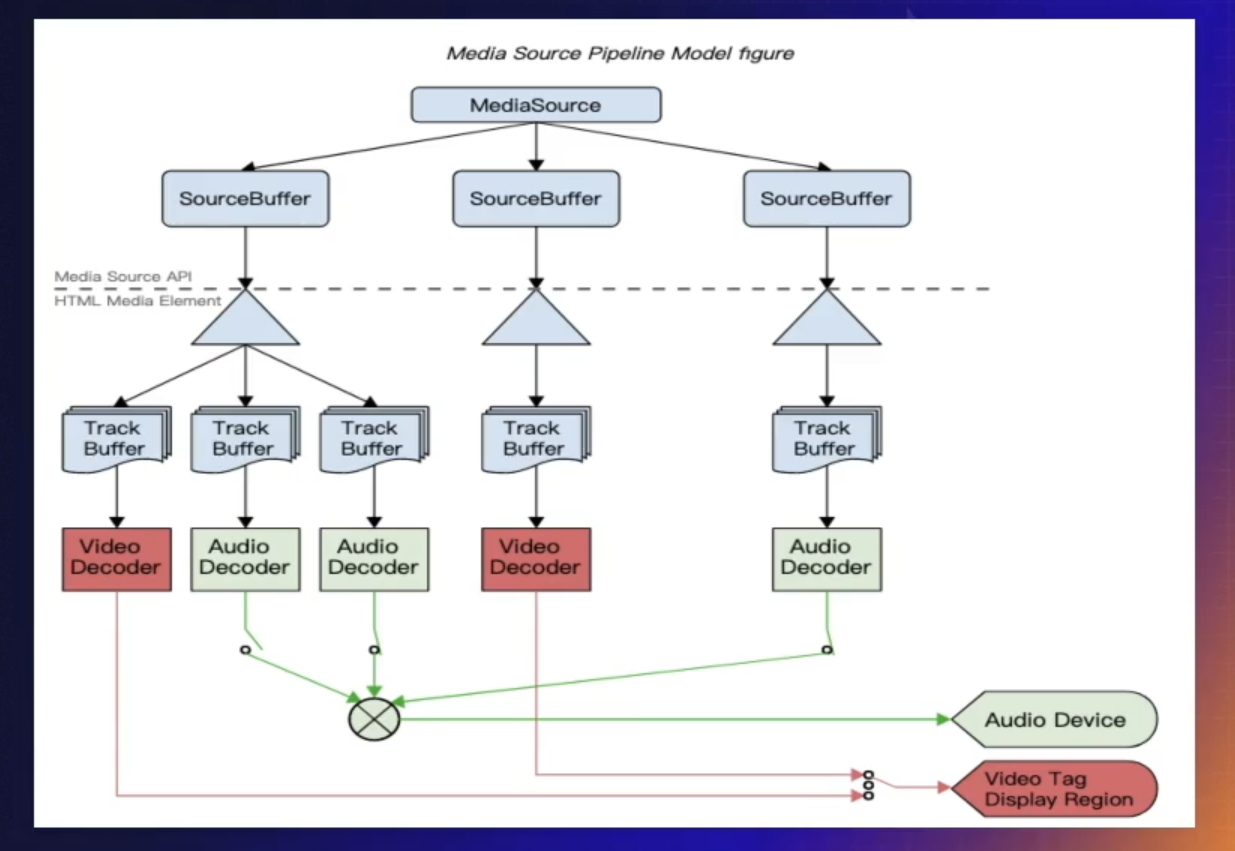 Media Source Pipeline Model figure
MediaSource
SourceBuffer
SourceBuffer
SourceBuffer
Media Source API
HTML Media Element
Track
Buffer
Track
Buffer
Track
Buffer
Track
Buffer
Track
Buffer
Video
Decoder
Audio
Decoder
Audio
Decoder
Video
Decoder
Audio
Decoder
Audio Device
Video Tag
Display Region